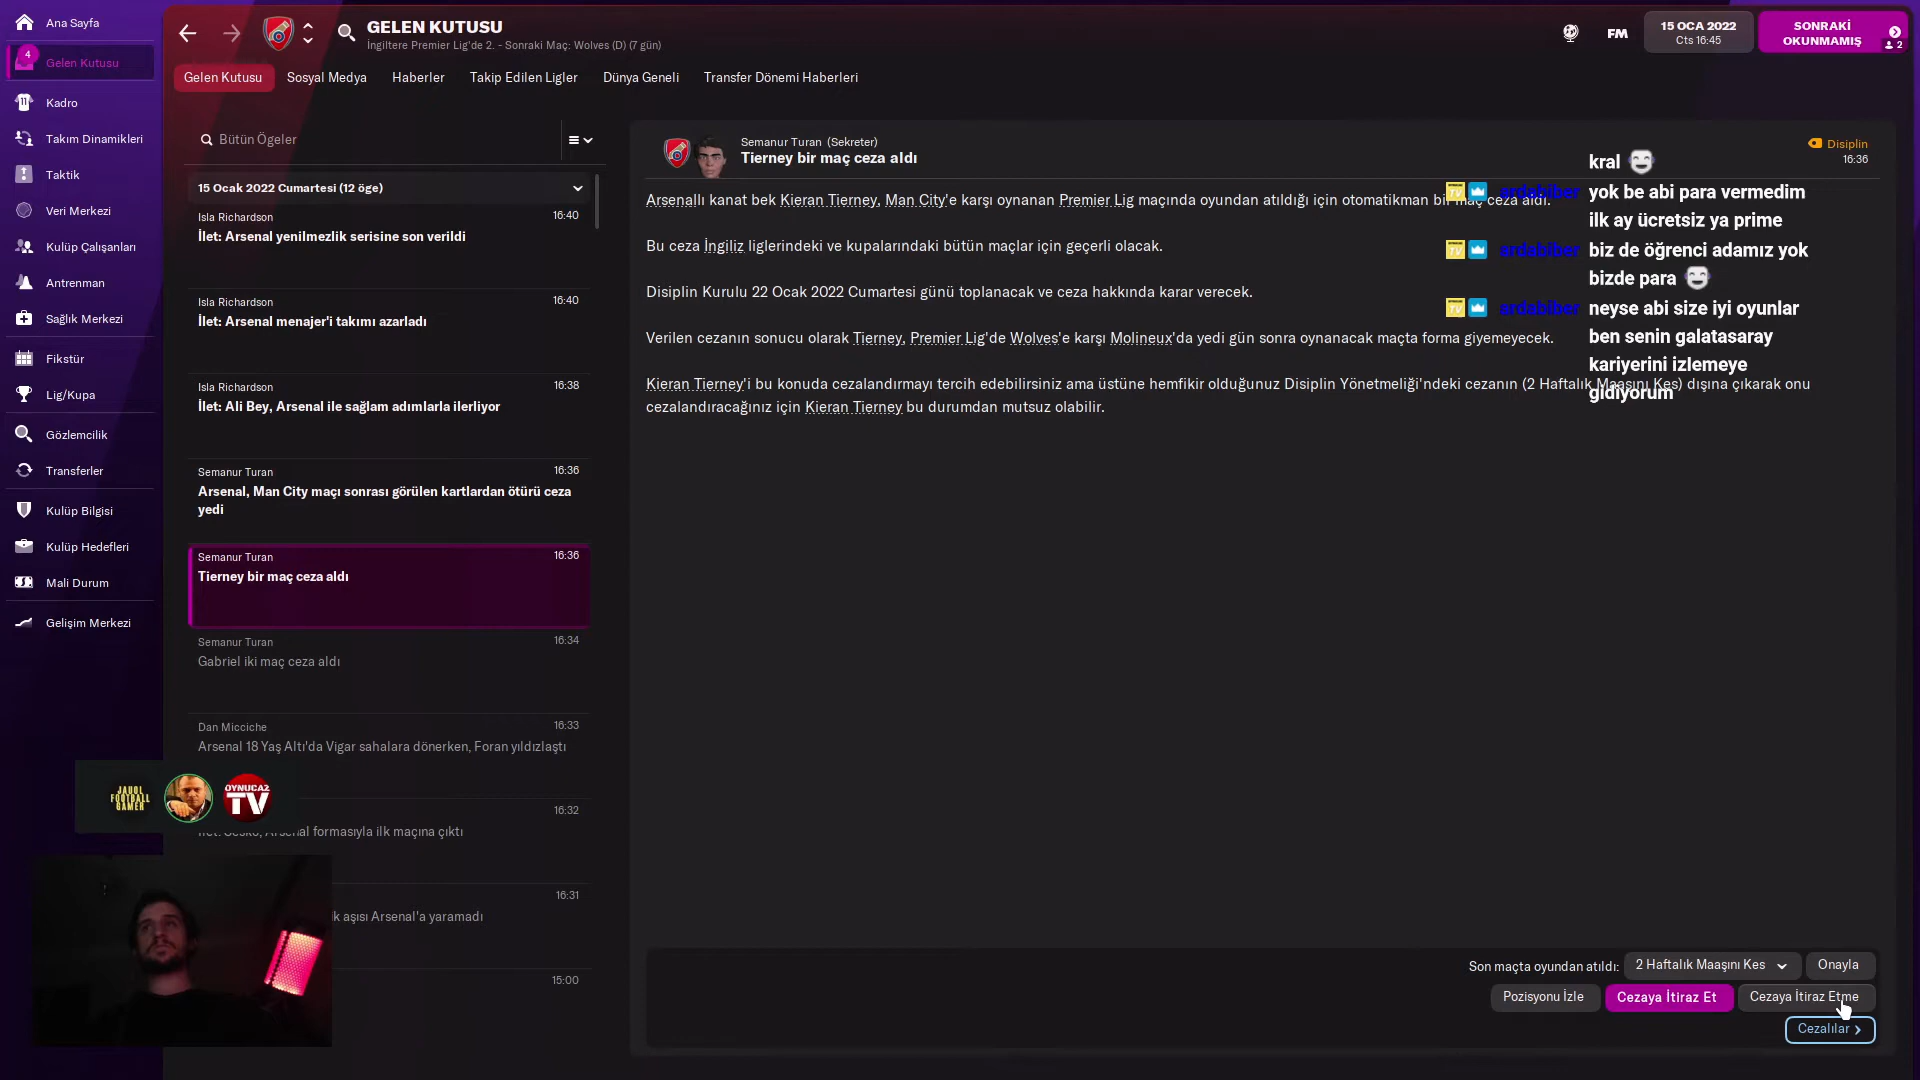 Ana Sayfa
4
Gelen Kutusu
Kadro
Takım Dinamikleri
Taktik
Veri Merkezi
Kulüp Çalışanları
Antrenman
Sağlık Merkezi
Fikstür
Lig/Kupa
Gözlemcilik
Transferler
Kulüp Bilgisi
Kulüp Hedefleri
Mali Durum
Gelişim Merkezi
GELEN KUTUSU
İngiltere Premier Lig'de 2. - Sonraki Maç: Wolves (D) (7 gün)
FM
15 OCA 2022
Cts 16:45
SONRAKİ
OKUNMAMIŞ
2
Gelen Kutusu
Sosyal Medya
Haberler
Takip Edilen Ligler
Dünya Geneli
Transfer Dönemi Haberleri
Bütün Ögeler
15 Ocak 2022 Cumartesi (12 öge)
Isla Richardson
16:40
İlet: Arsenal yenilmezlik serisine son verildi
Isla Richardson
16:40
İlet: Arsenal menajer'i takımı azarladı
Isla Richardson
16:38
İlet: Ali Bey, Arsenal ile sağlam adımlarla ilerliyor
Semanur Turan
16:36
Arsenal, Man City maçı sonrası görülen kartlardan ötürü ceza
yedi
Semanur Turan
16:36
Tierney bir maç ceza aldı
Semanur Turan
16:34
Gabriel iki maç ceza aldı
Dan Micciche
16:33
Arsenal 18 Yaş Altı'da Vigar sahalara dönerken, Foran yıldızlaştı
JAUOL
FOOTBALL
GAMER
OYNUCAZ
TV
16:32
Arsenal formasıyla ilk maçına çıktı
16:31
k aşısı Arsenal'a yaramadı
15:00
Semanur Turan (Sekreter)
Tierney bir maç ceza aldı
Disiplin
16:36
Arsenallı kanat bek Kieran Tierney, Man City'e karşı oynanan Premier Lig maçında oyundan atıldığı için otomatikman bir maç ceza aldı.
Bu ceza İngiliz liglerindeki ve kupalarındaki bütün maçlar için geçerli olacak.
Disiplin Kurulu 22 Ocak 2022 Cumartesi günü toplanacak ve ceza hakkında karar verecek.
Verilen cezanın sonucu olarak Tierney, Premier Lig'de Wolves'e karşı Molineux'da yedi gün sonra oynanacak maçta forma giyemeyecek.
Kieran Tierney'i bu konuda cezalandırmayı tercih edebilirsiniz ama üstüne hemfikir olduğunuz Disiplin Yönetmeliği'ndeki cezanın (2 Haftalık Maaşını Kes) dışına çıkarak onu
cezalandıracağınız için Kieran Tierney bu durumdan mutsuz olabilir.
kral
ardabiber yok be abi para vermedim
ilk ay ücretsiz ya prime
ardabiber biz de öğrenci adamız yok
bizde para
ardabiber neyse abi size iyi oyunlar
ben senin galatasaray
kariyerini izlemeye
gidiyorum
Son maçta oyundan atıldı:
2 Haftalık Maaşını Kes
Onayla
Pozisyonu İzle
Cezaya İtiraz Et
Cezaya İtiraz Etme
Cezalılar